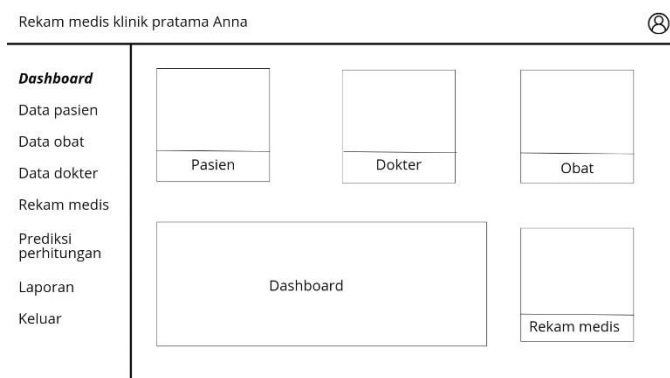 Rekam medis klinik pratama Anna
Dashboard
Data pasien
Data obat
Data dokter
Rekam medis
Prediksi
perhitungan
Laporan
Keluar
Pasien
Dokter
Obat
Dashboard
Rekam medis